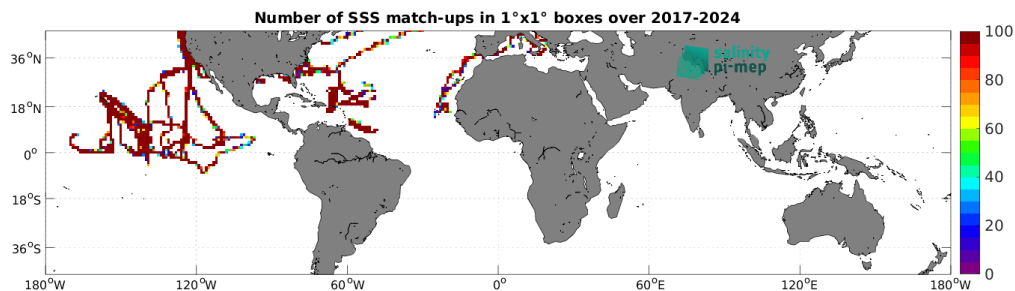 Number of SSS match-ups in 1°x1° boxes over 2017-2024
salinity
pi-mep
36°N
18°N
0°
18°S
36°S
180°W 120°W 60°W 0° 60°E 120°E 180°W
100
80
60
40
20
0